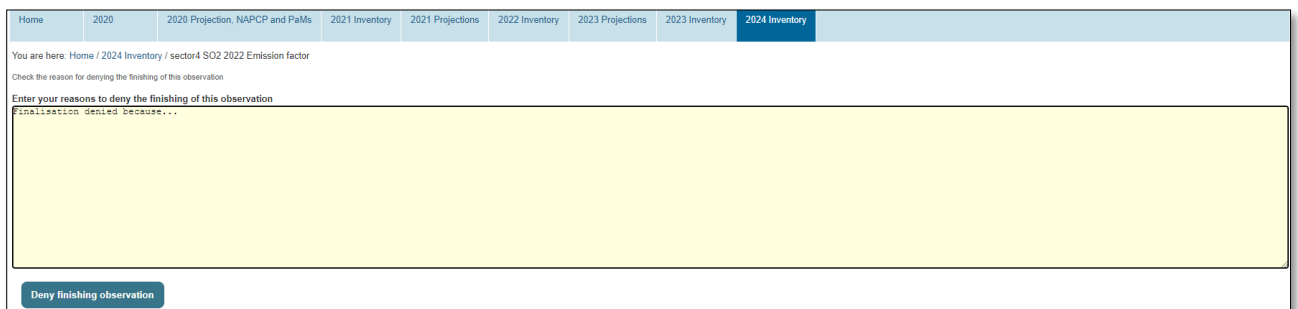 Home 2020 2020 Projection, NAPCP and PaMs 2021 Inventory 2021 Projections 2022 Inventory 2023 Projections 2023 Inventory 2024 Inventory
You are here: Home / 2024 Inventory / sector4 SO2 2022 Emission factor
Check the reason for denying the finishing of this observation
Enter your reasons to deny the finishing of this observation
Finalisation denied because...
Deny finishing observation